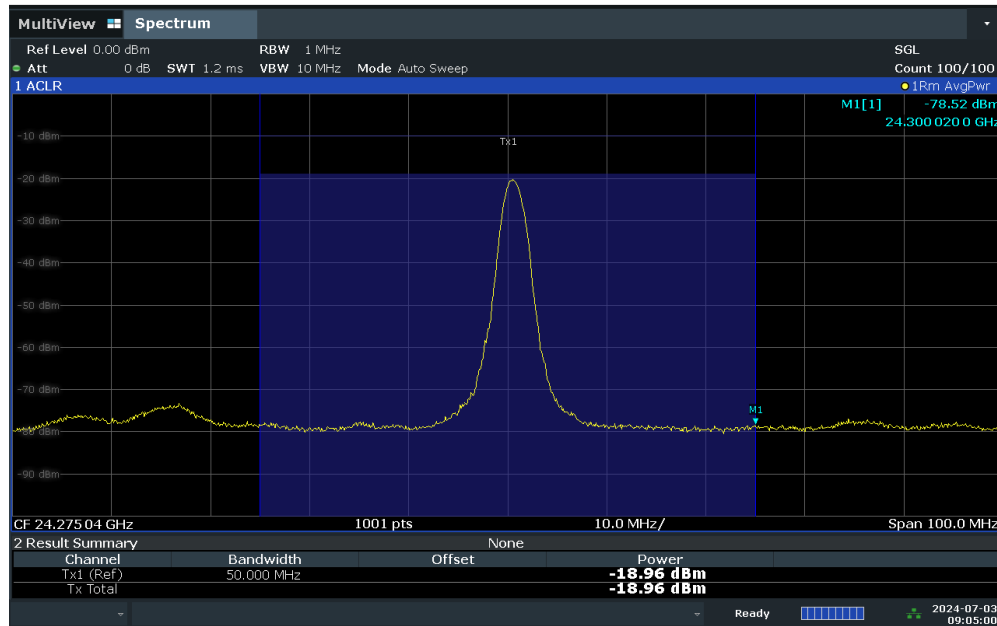 MultiView Spectrum
Ref Level 0.00 dBm RBW 1 MHz SGL
Att 0 dB SWT 1.2 ms VBW 10 MHz Mode Auto Sweep Count 100/100
1 ACLR 1Rm AvgPwr
M1[1] -78.52 dBm
24.300 020 0 GHz
-10 dBm
Tx1
-20 dBm
-30 dBm
-40 dBm
-50 dBm
-60 dBm
-70 dBm
M1
-80 dBm
-90 dBm
CF 24.275 04 GHz 1001 pts 10.0 MHz/ Span 100.0 MHz
2 Result Summary None
Channel Bandwidth Offset Power
Tx1 (Ref) 50.000 MHz -18.96 dBm
Tx Total -18.96 dBm
Ready 2024-07-03
09:05:00